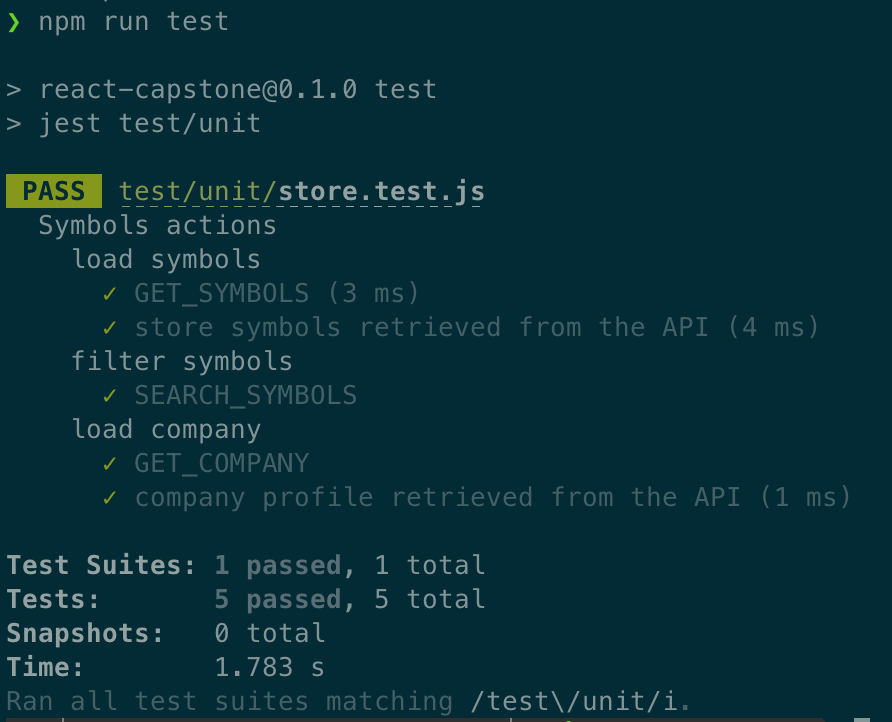 ❯ npm run test
> react-capstone@0.1.0 test
> jest test/unit
PASS test/unit/store.test.js
Symbols actions
load symbols
✓ GET_SYMBOLS (3 ms)
✓ store symbols retrieved from the API (4 ms)
filter symbols
✓ SEARCH_SYMBOLS
load company
✓ GET_COMPANY
✓ company profile retrieved from the API (1 ms)
Test Suites: 1 passed, 1 total
Tests: 5 passed, 5 total
Snapshots: 0 total
Time: 1.783 s
Ran all test suites matching /test\/unit/i.